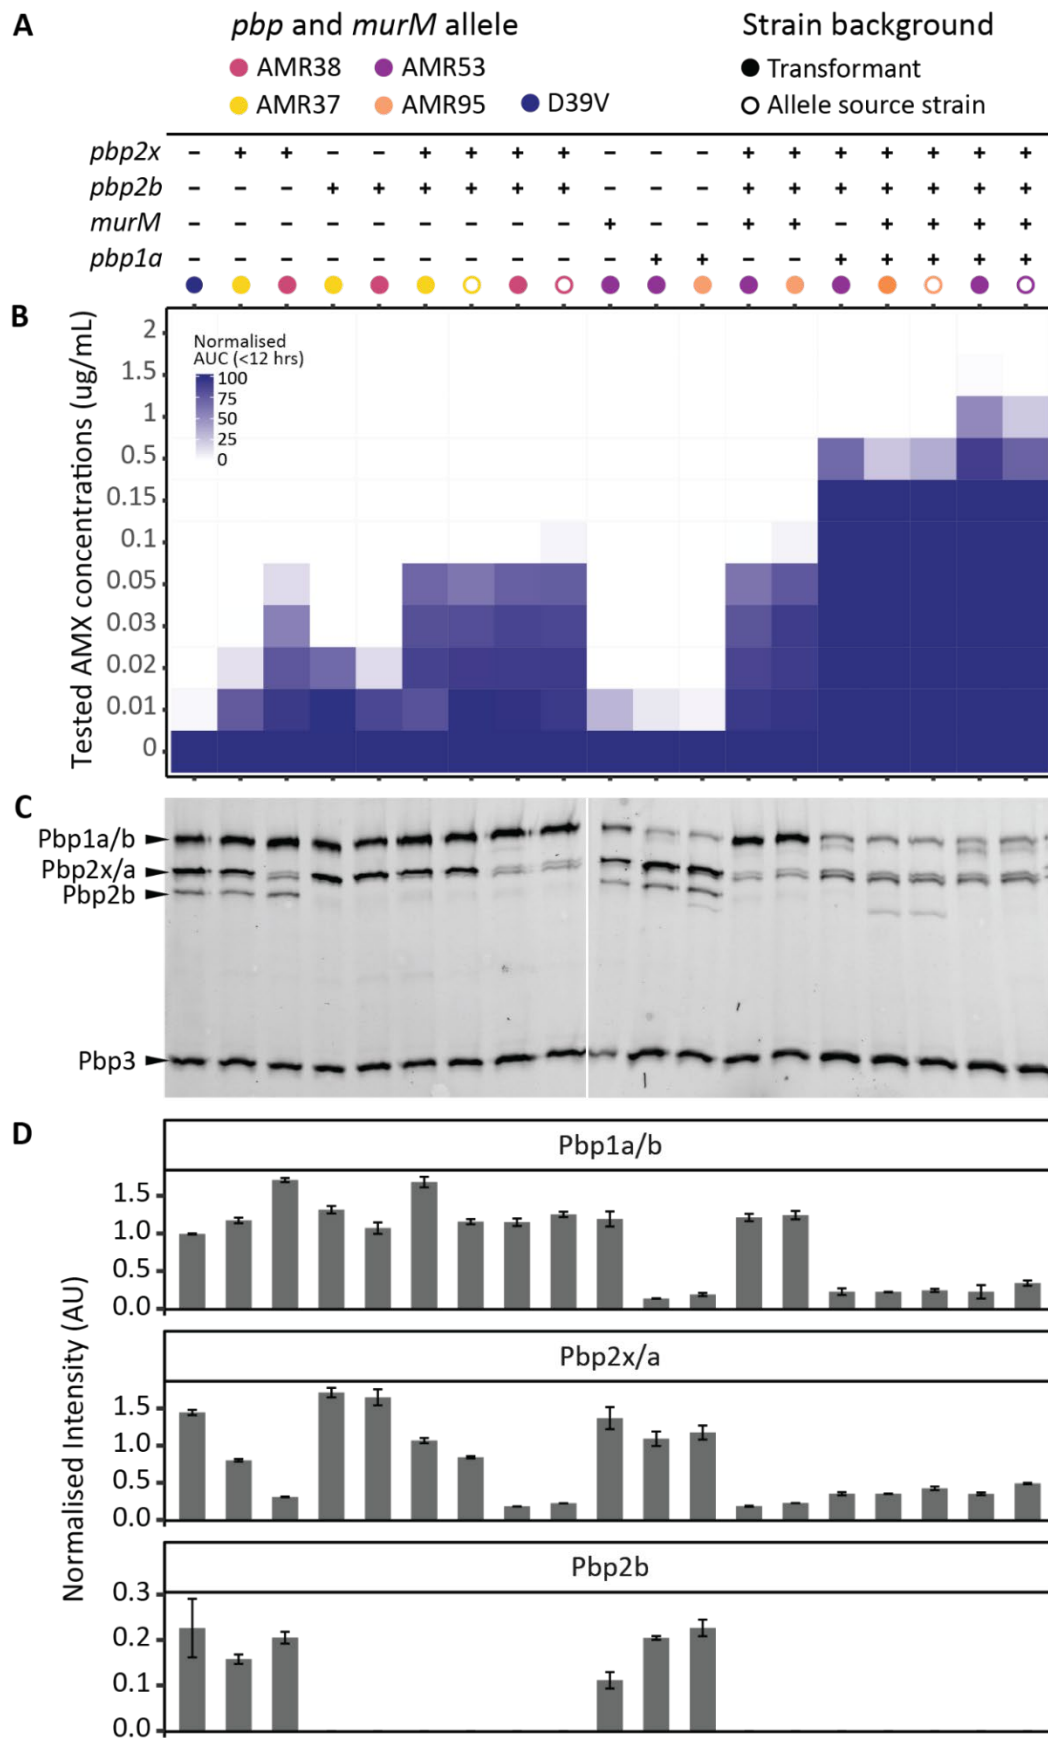 A
pbp and murM allele
Strain background
AMR38
AMR53
Transformant
AMR37
AMR95
D39V
Allele source strain
pbp2x – + + – – + + + + – – – + + + + + + +
pbp2b – – – + + + + + + – – – + + + + + + +
murM – – – – – – – – – + – – + + – + + + +
pbp1a – – – – – – – – – – + + – – + + + + +
B
Tested AMX concentrations (ug/mL)
Normalised
AUC (<12 hrs)
100
75
50
25
0
2
1.5
1
0.5
0.15
0.1
0.05
0.03
0.02
0.01
0
C
Pbp1a/b
Pbp2x/a
Pbp2b
Pbp3
D
Normalised Intensity (AU)
Pbp1a/b
1.5
1.0
0.5
0.0
Pbp2x/a
1.5
1.0
0.5
0.0
Pbp2b
0.3
0.2
0.1
0.0